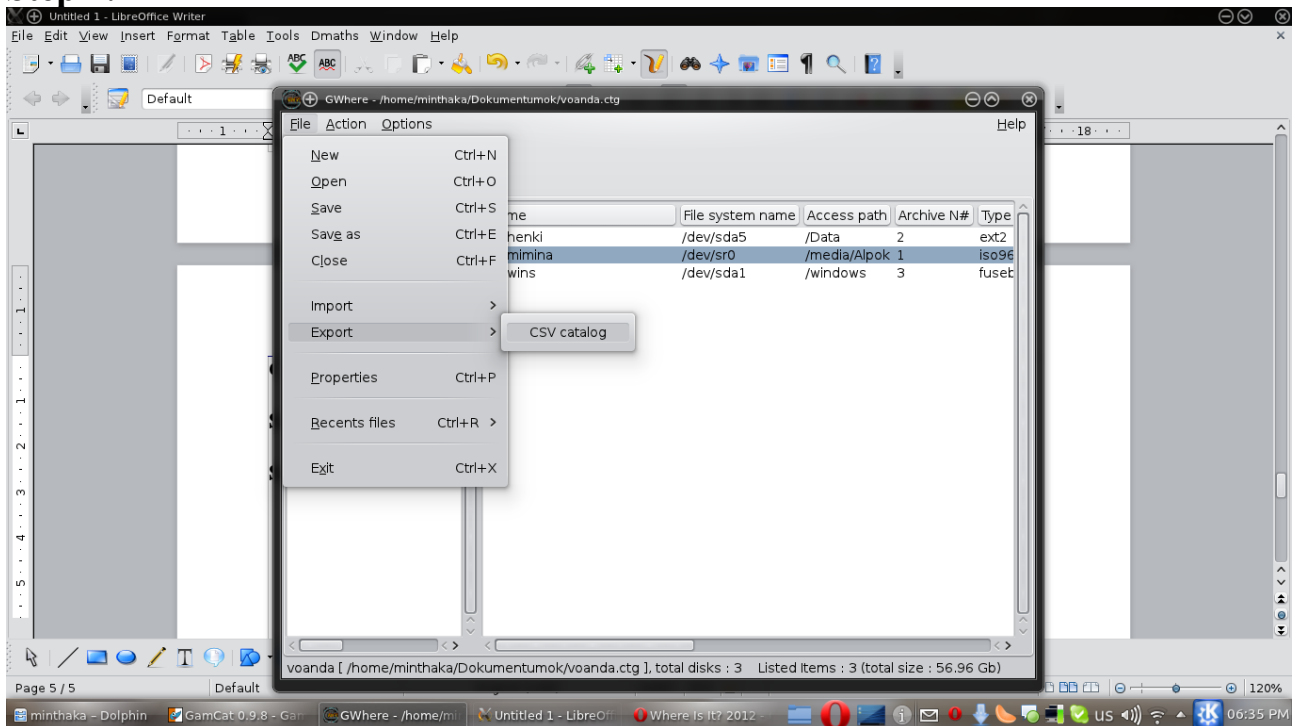 Untitled 1 - LibreOffice Writer
File Edit View Insert Format Table Tools Dmaths Window Help
Default
GWhere - /home/minthaka/Dokumentumok/voanda.ctg
File Action Options Help
New Ctrl+N
Open Ctrl+O
Save Ctrl+S
Save as Ctrl+E
Close Ctrl+F
Import
Export
CSV catalog
Properties Ctrl+P
Recents files Ctrl+R
Exit Ctrl+X
File system name Access path Archive N# Type
henki /dev/sda5 /Data 2 ext2
mimina /dev/sr0 /media/Alpok 1 iso96
wins /dev/sda1 /windows 3 fuseb
voanda [ /home/minthaka/Dokumentumok/voanda.ctg ], total disks : 3 Listed Items : 3 (total size : 56.96 Gb)
Page 5 / 5 Default 120%
minthaka - Dolphin GamCat 0.9.8 - Gam GWhere - /home/mi Untitled 1 - LibreOffi Where Is It? 2012 - us 06:35 PM